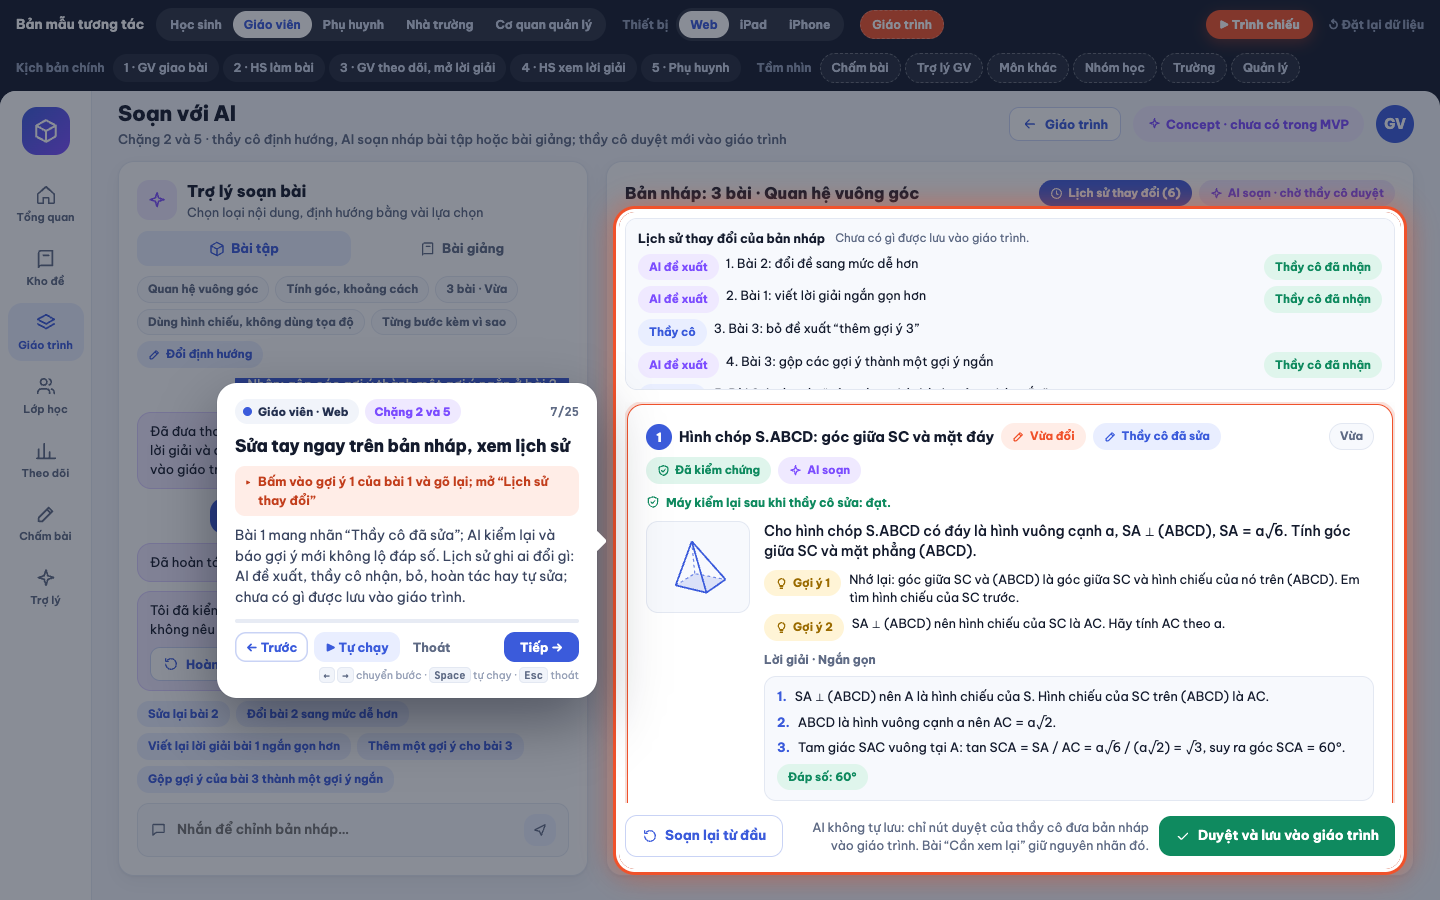 Bản mẫu tương tác
Học sinh
Giáo viên
Phụ huynh
Nhà trường
Cơ quan quản lý
Thiết bị
Web
iPad
iPhone
Giáo trình
Trình chiếu
Đặt lại dữ liệu
Kịch bản chính
1 · GV giao bài
2 · HS làm bài
3 · GV theo dõi, mở lời giải
4 · HS xem lời giải
5 · Phụ huynh
Tầm nhìn
Chấm bài
Trợ lý GV
Môn khác
Nhóm học
Trường
Quản lý
Soạn với AI
Chặng 2 và 5 · thầy cô định hướng, AI soạn nháp bài tập hoặc bài giảng; thầy cô duyệt mới vào giáo trình
← Giáo trình
Concept · chưa có trong MVP
GV
Tổng quan
Kho đề
Giáo trình
Lớp học
Theo dõi
Chấm bài
Trợ lý
Trợ lý soạn bài
Chọn loại nội dung, định hướng bằng vài lựa chọn
Bài tập
Bài giảng
Quan hệ vuông góc
Tính góc, khoảng cách
3 bài · Vừa
Dùng hình chiếu, không dùng tọa độ
Từng bước kèm vì sao
Đổi định hướng
Đã đưa
lời giải và
vào giáo
Tôi đã
không nêu
Giáo viên · Web
Chặng 2 và 5
7/25
Sửa tay ngay trên bản nháp, xem lịch sử
Bấm vào gợi ý 1 của bài 1 và gõ lại; mở “Lịch sử
thay đổi”
Bài 1 mang nhãn “Thầy cô đã sửa”; AI kiểm lại và
báo gợi ý mới không lộ đáp số. Lịch sử ghi ai đổi gì:
AI đề xuất, thầy cô nhận, bỏ, hoàn tác hay tự sửa;
chưa có gì được lưu vào giáo trình.
← Trước
Tự chạy
Thoát
Tiếp →
← → chuyển bước · Space tự chạy · Esc thoát
Sửa lại bài 2
Đổi bài 2 sang mức dễ hơn
Viết lại lời giải bài 1 ngắn gọn hơn
Thêm một gợi ý cho bài 3
Gộp gợi ý của bài 3 thành một gợi ý ngắn
Nhắn để chỉnh bản nháp...
Bản nháp: 3 bài · Quan hệ vuông góc
Lịch sử thay đổi (6)
AI soạn · chờ thầy cô duyệt
Lịch sử thay đổi của bản nháp
Chưa có gì được lưu vào giáo trình.
AI đề xuất 1. Bài 2: đổi đề sang mức dễ hơn Thầy cô đã nhận
AI đề xuất 2. Bài 1: viết lời giải ngắn gọn hơn Thầy cô đã nhận
Thầy cô 3. Bài 3: bỏ đề xuất “thêm gợi ý 3”
AI đề xuất 4. Bài 3: gộp các gợi ý thành một gợi ý ngắn Thầy cô đã nhận
1 Hình chóp S.ABCD: góc giữa SC và mặt đáy
Vừa đổi
Thầy cô đã sửa
Vừa
Đã kiểm chứng
AI soạn
Máy kiểm lại sau khi thầy cô sửa: đạt.
Cho hình chóp S.ABCD có đáy là hình vuông cạnh a, SA ⊥ (ABCD), SA = a√6. Tính góc
giữa SC và mặt phẳng (ABCD).
Gợi ý 1 Nhớ lại: góc giữa SC và (ABCD) là góc giữa SC và hình chiếu của nó trên (ABCD). Em
tìm hình chiếu của SC trước.
Gợi ý 2 SA ⊥ (ABCD) nên hình chiếu của SC là AC. Hãy tính AC theo a.
Lời giải · Ngắn gọn
1. SA ⊥ (ABCD) nên A là hình chiếu của S. Hình chiếu của SC trên (ABCD) là AC.
2. ABCD là hình vuông cạnh a nên AC = a√2.
3. Tam giác SAC vuông tại A: tan SCA = SA / AC = a√6 / (a√2) = √3, suy ra góc SCA = 60°.
Đáp số: 60°
Soạn lại từ đầu
AI không tự lưu: chỉ nút duyệt của thầy cô đưa bản nháp
vào giáo trình. Bài “Cần xem lại” giữ nguyên nhãn đó.
Duyệt và lưu vào giáo trình